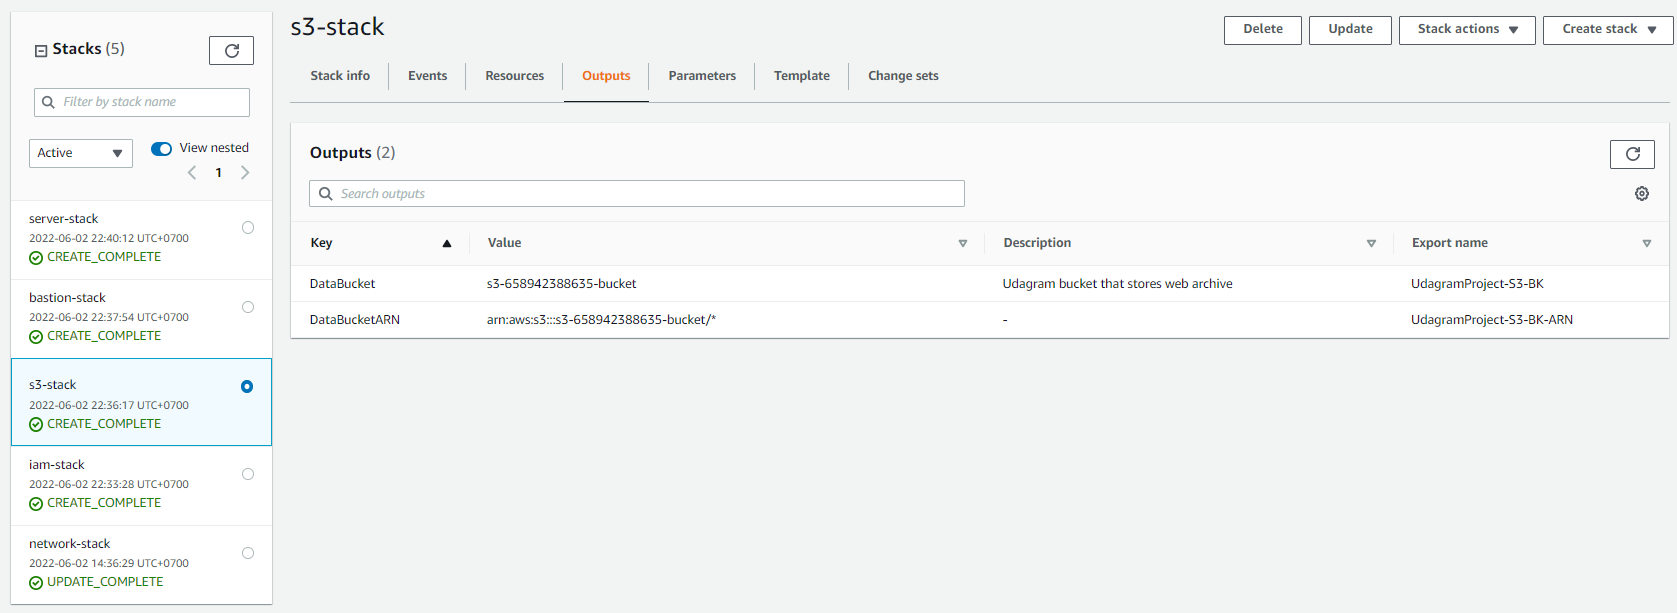 Stacks (5)
Filter by stack name
Active
View nested
1
server-stack
2022-06-02 22:40:12 UTC+0700
CREATE_COMPLETE
bastion-stack
2022-06-02 22:37:54 UTC+0700
CREATE_COMPLETE
s3-stack
2022-06-02 22:36:17 UTC+0700
CREATE_COMPLETE
iam-stack
2022-06-02 22:33:28 UTC+0700
CREATE_COMPLETE
network-stack
2022-06-02 14:36:29 UTC+0700
UPDATE_COMPLETE
s3-stack
Delete Update Stack actions Create stack
Stack info Events Resources Outputs Parameters Template Change sets
Outputs (2)
Search outputs
Key Value Description Export name
DataBucket s3-658942388635-bucket Udagram bucket that stores web archive UdagramProject-S3-BK
DataBucketARN arn:aws:s3:::s3-658942388635-bucket/* - UdagramProject-S3-BK-ARN